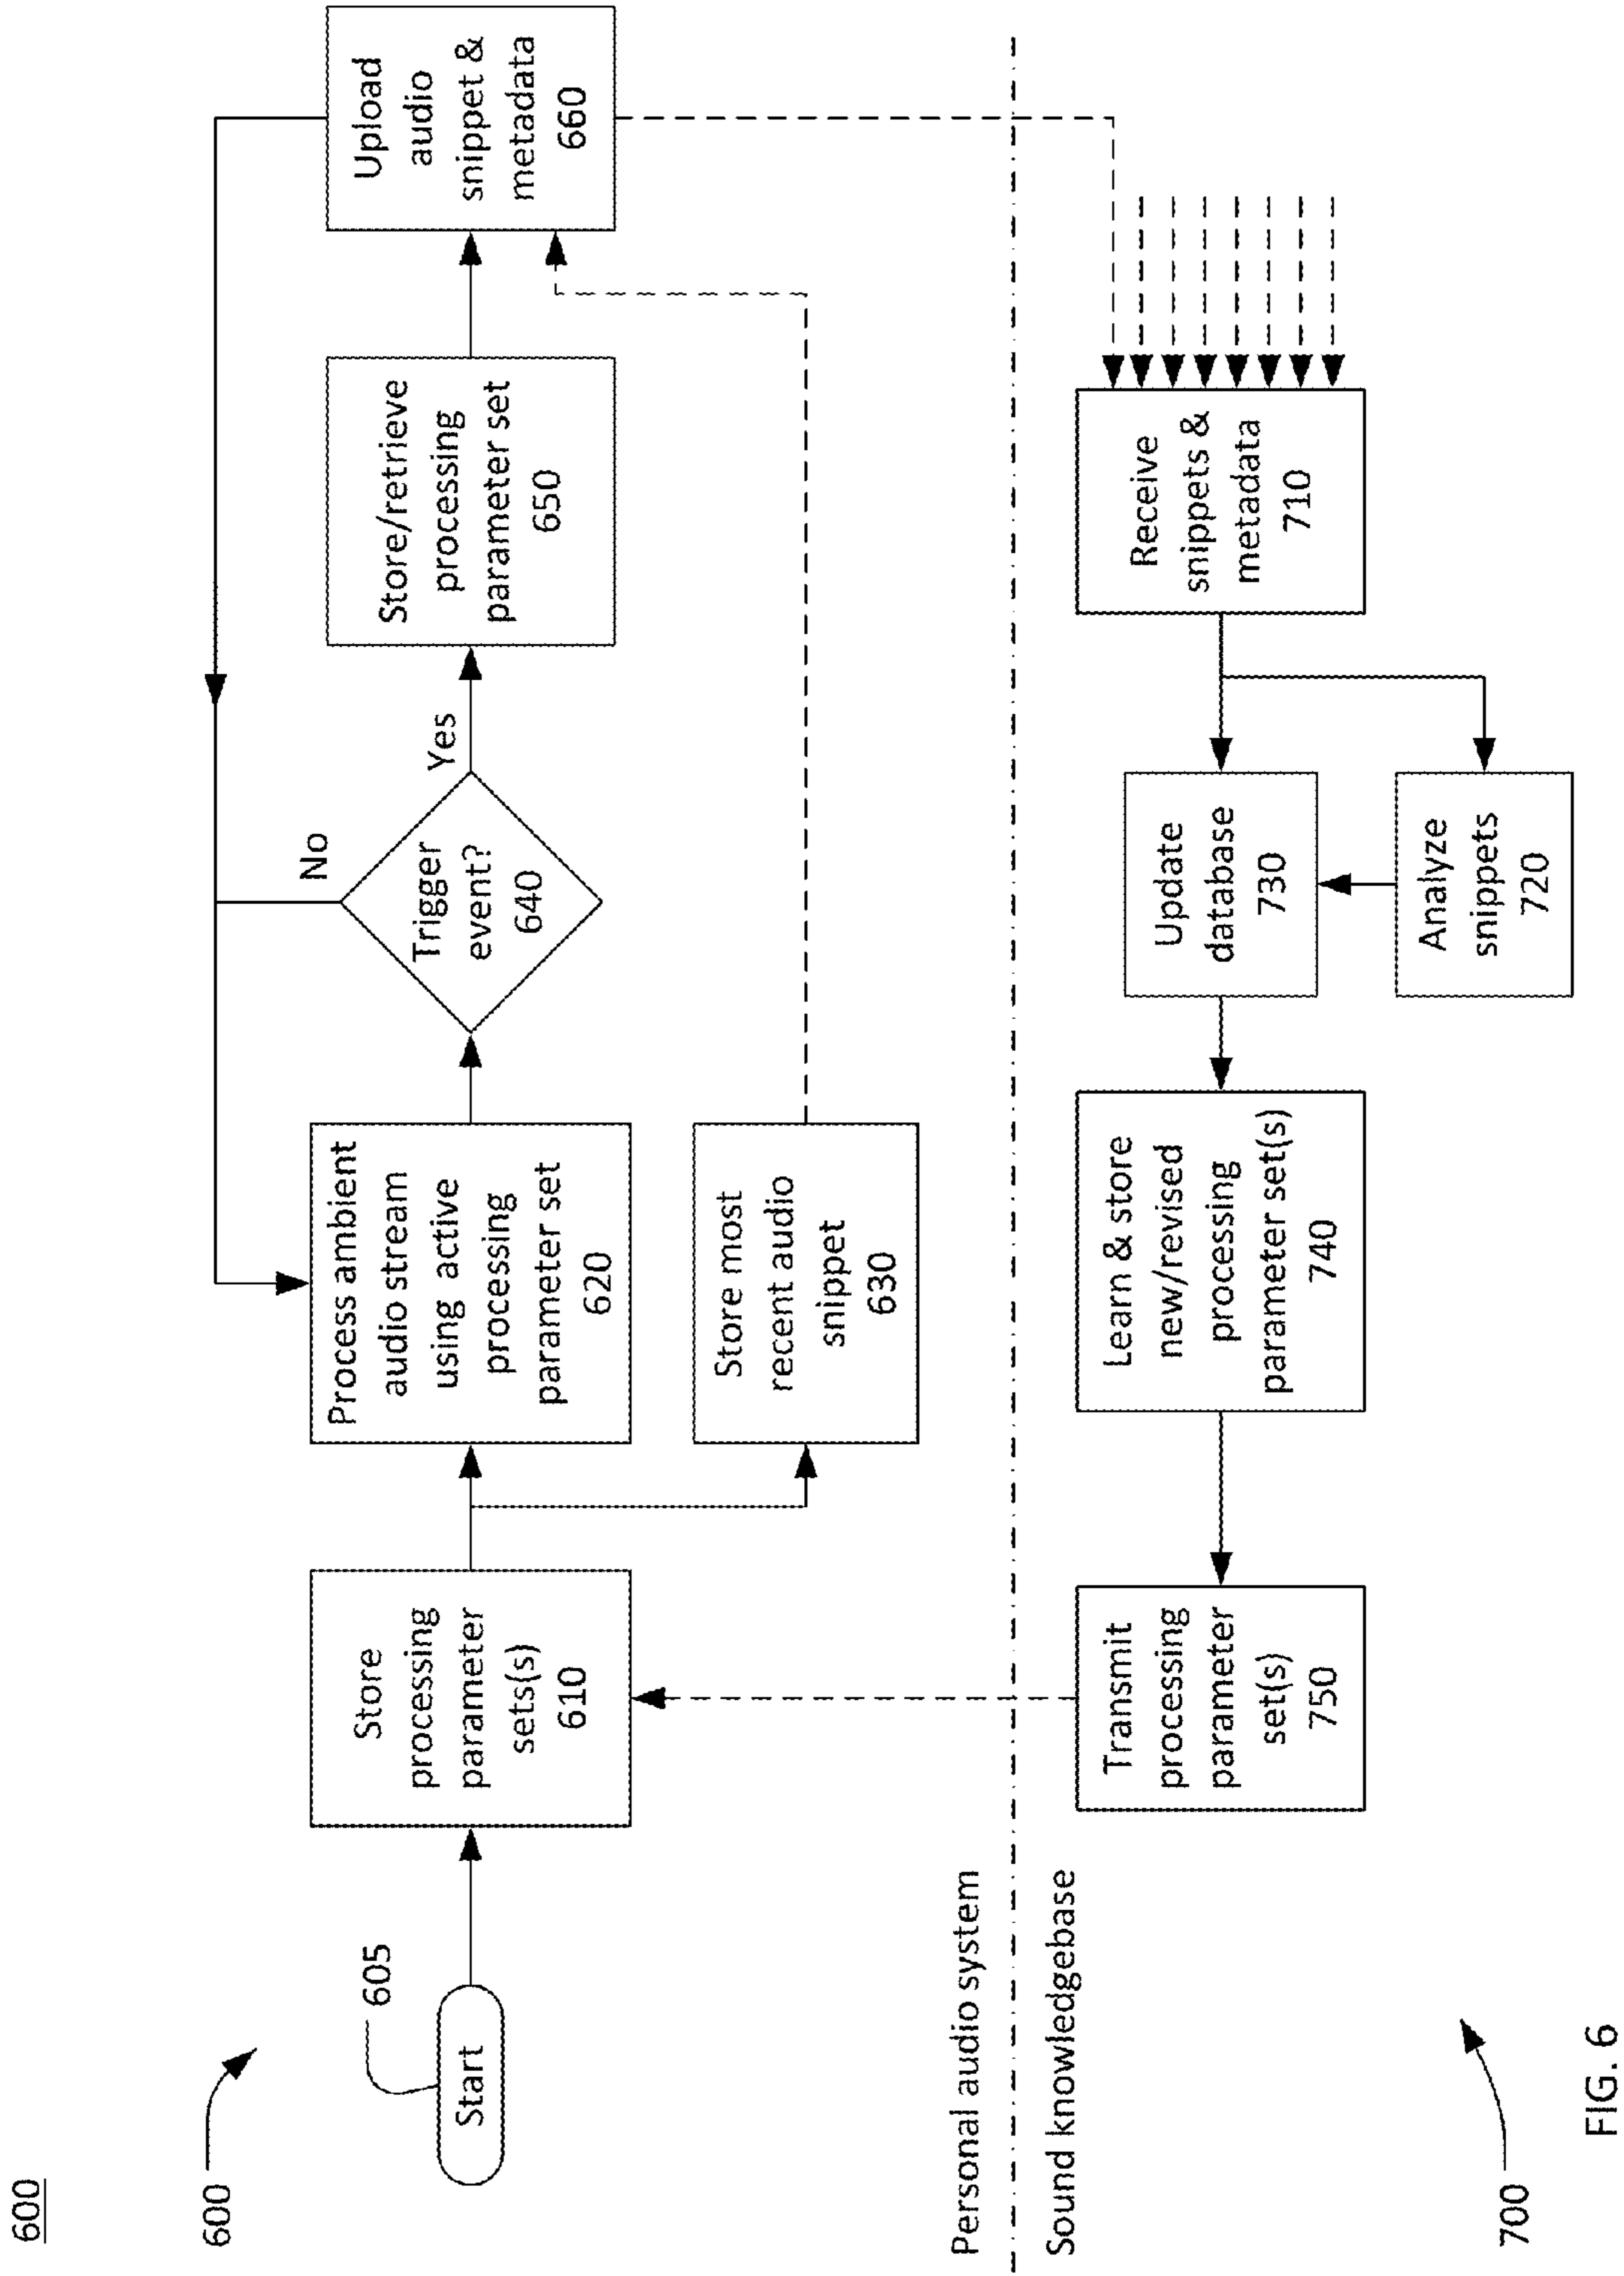 600
600
605
Start
Store
processing
parameter
sets(s)
610
Process ambient
audio stream
using active
processing
parameter set
620
Store most
recent audio
snippet
630
Trigger
event?
640
No
Yes
Store/retrieve
processing
parameter set
650
Upload
audio
snippet &
metadata
660
Personal audio system
Sound knowledgebase
Transmit
processing
parameter
set(s)
750
Learn & store
new/revised
processing
parameter set(s)
740
Update
database
730
Analyze
snippets
720
Receive
snippets &
metadata
710
700
FIG. 6